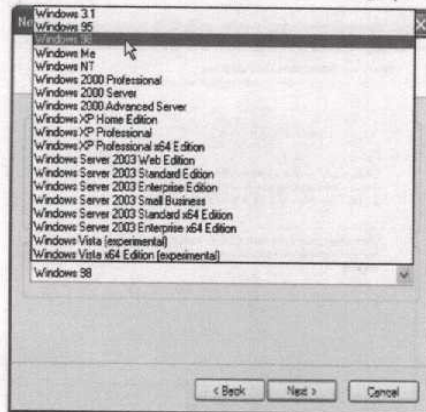 Ne
Windows 3.1
Windows 95
Windows 98
Windows Me
Windows NT
Windows 2000 Professional
Windows 2000 Server
Windows 2000 Advanced Server
Windows XP Home Edition
Windows XP Professional
Windows XP Professional x64 Edition
Windows Server 2003 Web Edition
Windows Server 2003 Standard Edition
Windows Server 2003 Enterprise Edition
Windows Server 2003 Small Business
Windows Server 2003 Standard x64 Edition
Windows Server 2003 Enterprise x64 Edition
Windows Vista (experimental)
Windows Vista x64 Edition (experimental)
Windows 98
< Back
Next >
Cancel